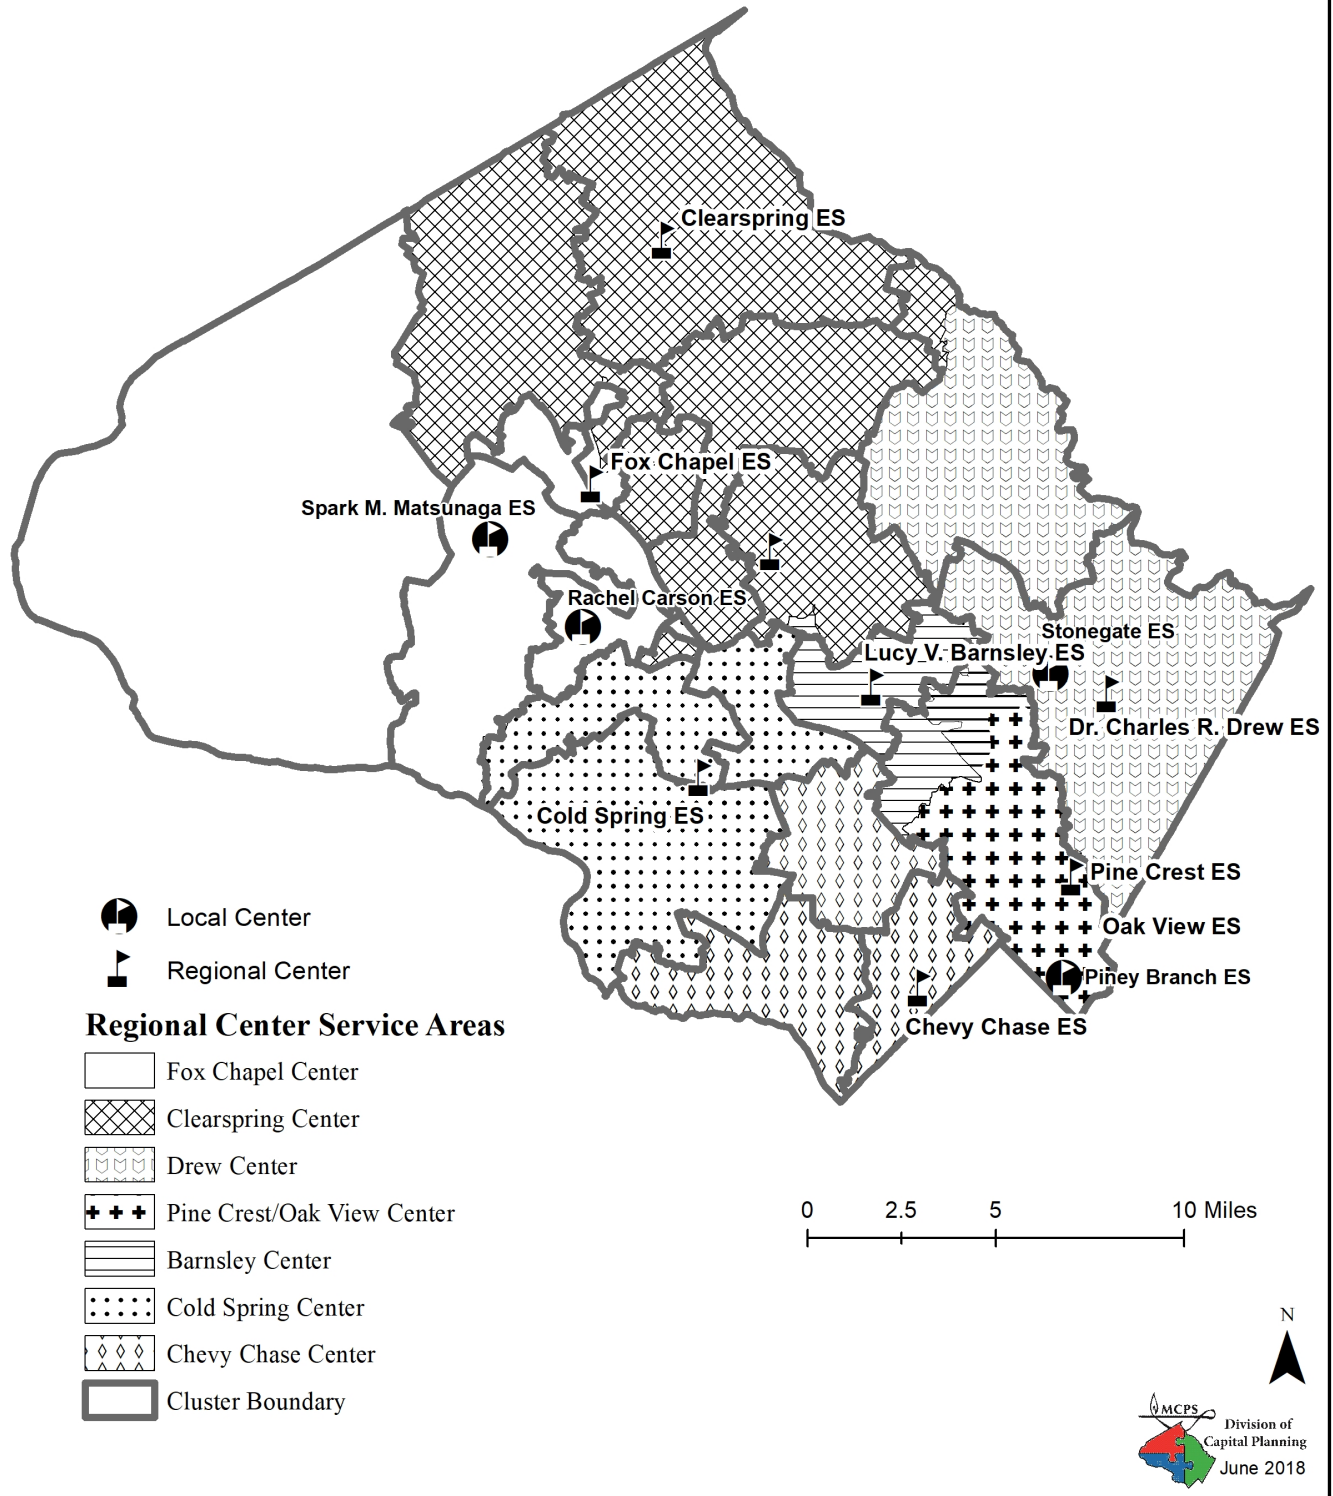 Clearspring ES
Fox Chapel ES
Spark M. Matsunaga ES
Rachel Carson ES
Stonegate ES
Lucy V. Barnsley ES
Dr. Charles R. Drew ES
Cold Spring ES
Pine Crest ES
Oak View ES
Piney Branch ES
Chevy Chase ES
Local Center
Regional Center
Regional Center Service Areas
Fox Chapel Center
Clearspring Center
Drew Center
Pine Crest/Oak View Center
Barnsley Center
Cold Spring Center
Chevy Chase Center
Cluster Boundary
0 2.5 5 10 Miles
N
MCPS
Division of
Capital Planning
June 2018